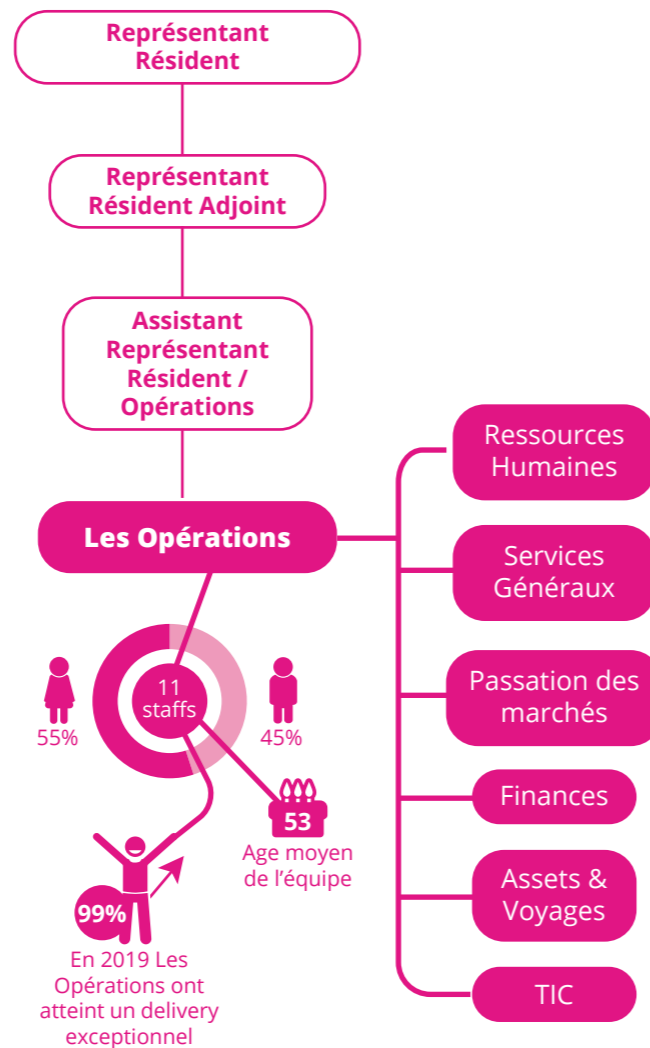 Représentant
Résident
Représentant
Résident Adjoint
Assistant
Représentant
Résident /
Opérations
Les Opérations
11
staffs
55%
45%
53
Age moyen
de l’équipe
99%
En 2019 Les
Opérations ont
atteint un delivery
exceptionnel
Ressources
Humaines
Services
Généraux
Passation des
marchés
Finances
Assets &
Voyages
TIC